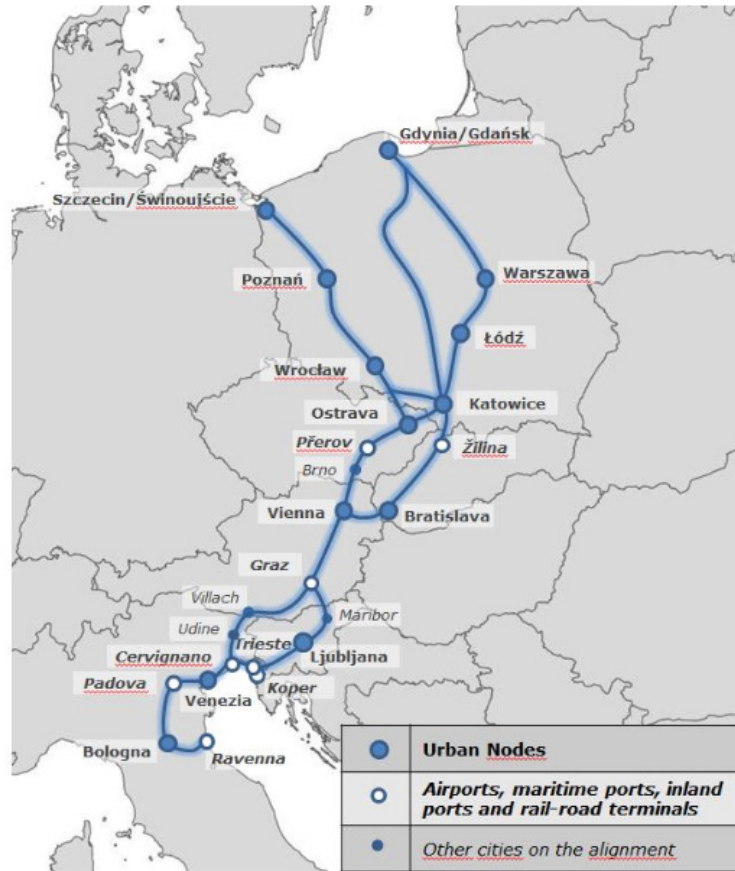 Gdynia/Gdańsk
Szczecin/Świnoujście
Poznań
Warszawa
Łódź
Wrocław
Ostrava
Katowice
Přerov
Žilina
Brno
Vienna
Bratislava
Graz
Villach
Maribor
Udine
Trieste
Cervignano
Ljubljana
Padova
Koper
Venezia
Bologna
Ravenna
Urban Nodes
Airports, maritime ports, inland
ports and rail-road terminals
Other cities on the alignment